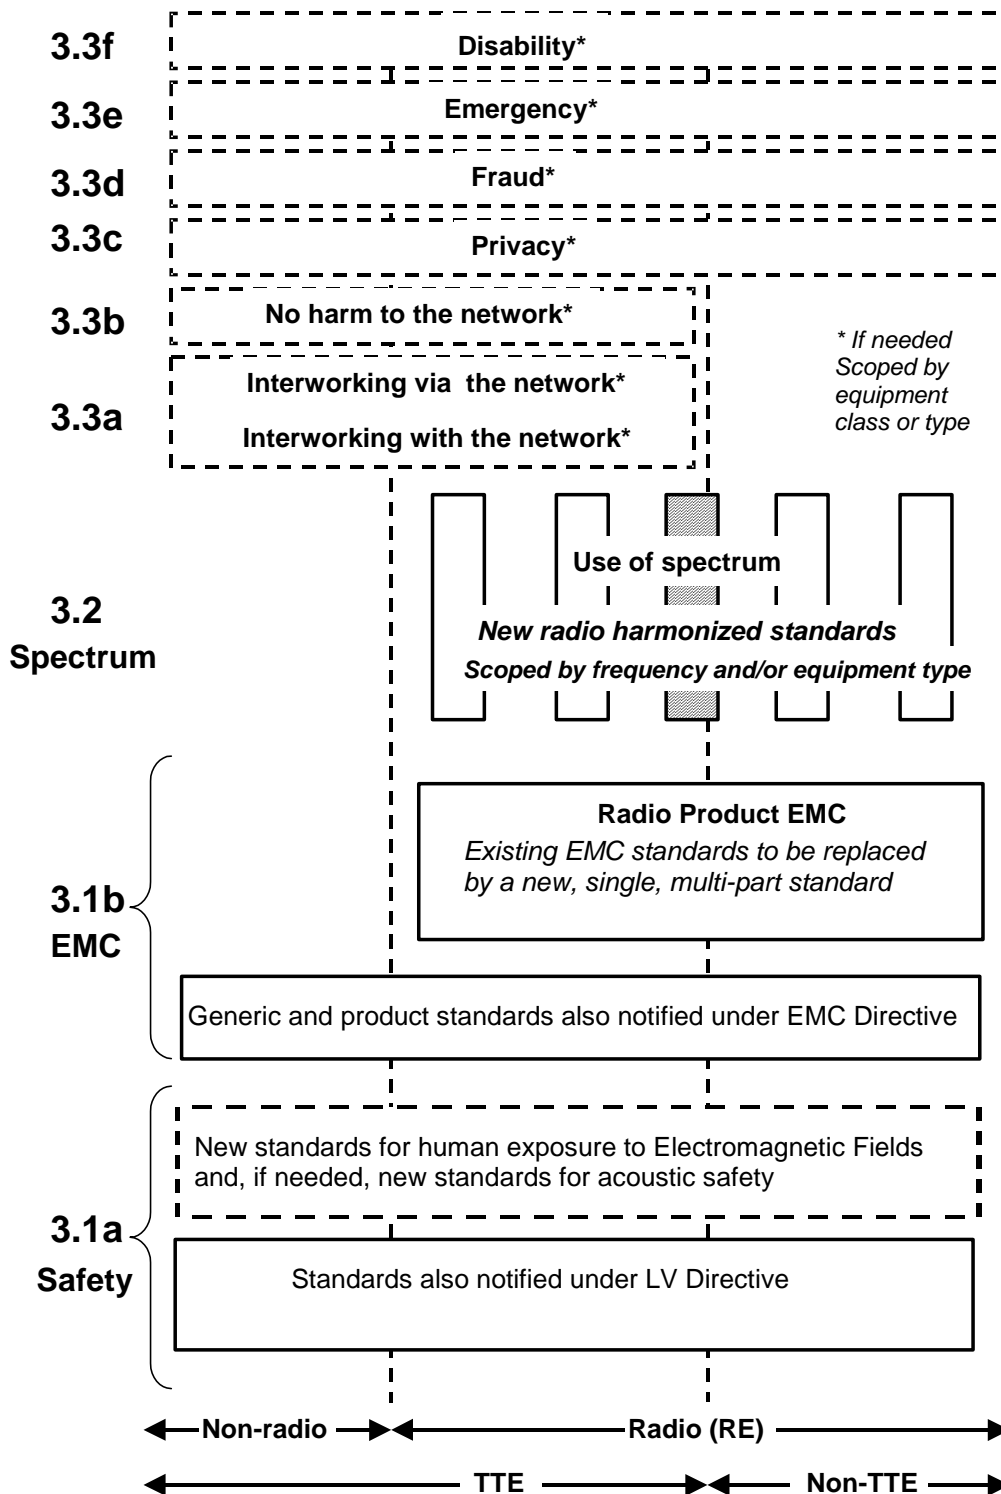 3.3f
Disability*
3.3e
Emergency*
3.3d
Fraud*
3.3c
Privacy*
3.3b
No harm to the network*
* If needed
Scoped by
equipment
class or type
3.3a
Interworking via the network*
Interworking with the network*
3.2
Spectrum
Use of spectrum
New radio harmonized standards
Scoped by frequency and/or equipment type
3.1b
EMC
Radio Product EMC
Existing EMC standards to be replaced
by a new, single, multi-part standard
Generic and product standards also notified under EMC Directive
3.1a
Safety
New standards for human exposure to Electromagnetic Fields
and, if needed, new standards for acoustic safety
Standards also notified under LV Directive
Non-radio
Radio (RE)
TTE
Non-TTE